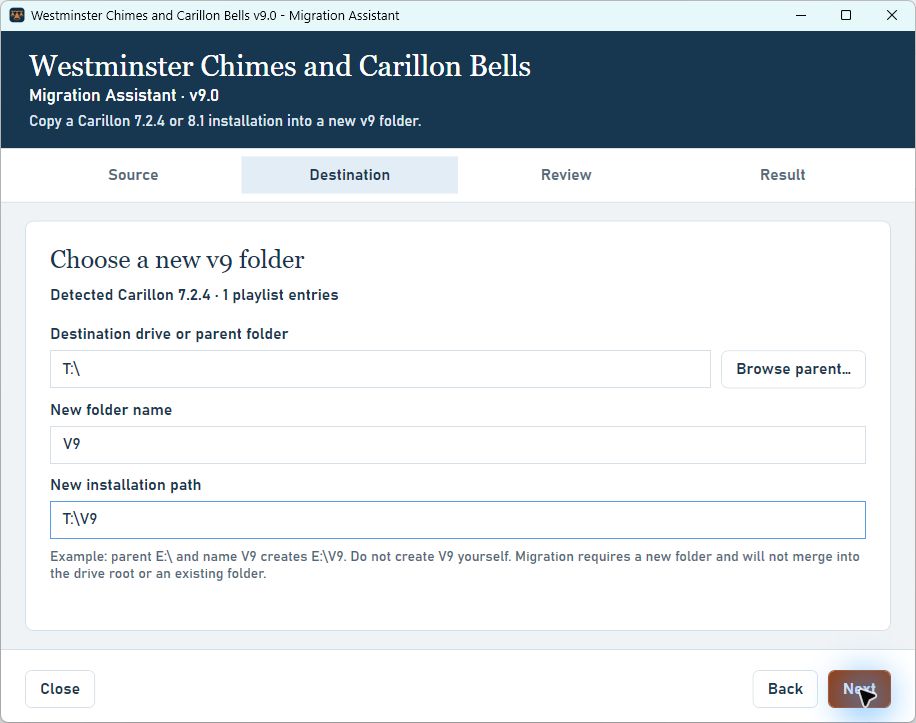 Westminster Chimes and Carillon Bells v9.0 - Migration Assistant
Westminster Chimes and Carillon Bells
Migration Assistant · v9.0
Copy a Carillon 7.2.4 or 8.1 installation into a new v9 folder.
Source
Destination
Review
Result
Choose a new v9 folder
Detected Carillon 7.2.4 · 1 playlist entries
Destination drive or parent folder
T:\
Browse parent...
New folder name
V9
New installation path
T:\V9
Example: parent E:\ and name V9 creates E:\V9. Do not create V9 yourself. Migration requires a new folder and will not merge into
the drive root or an existing folder.
Close
Back
Next